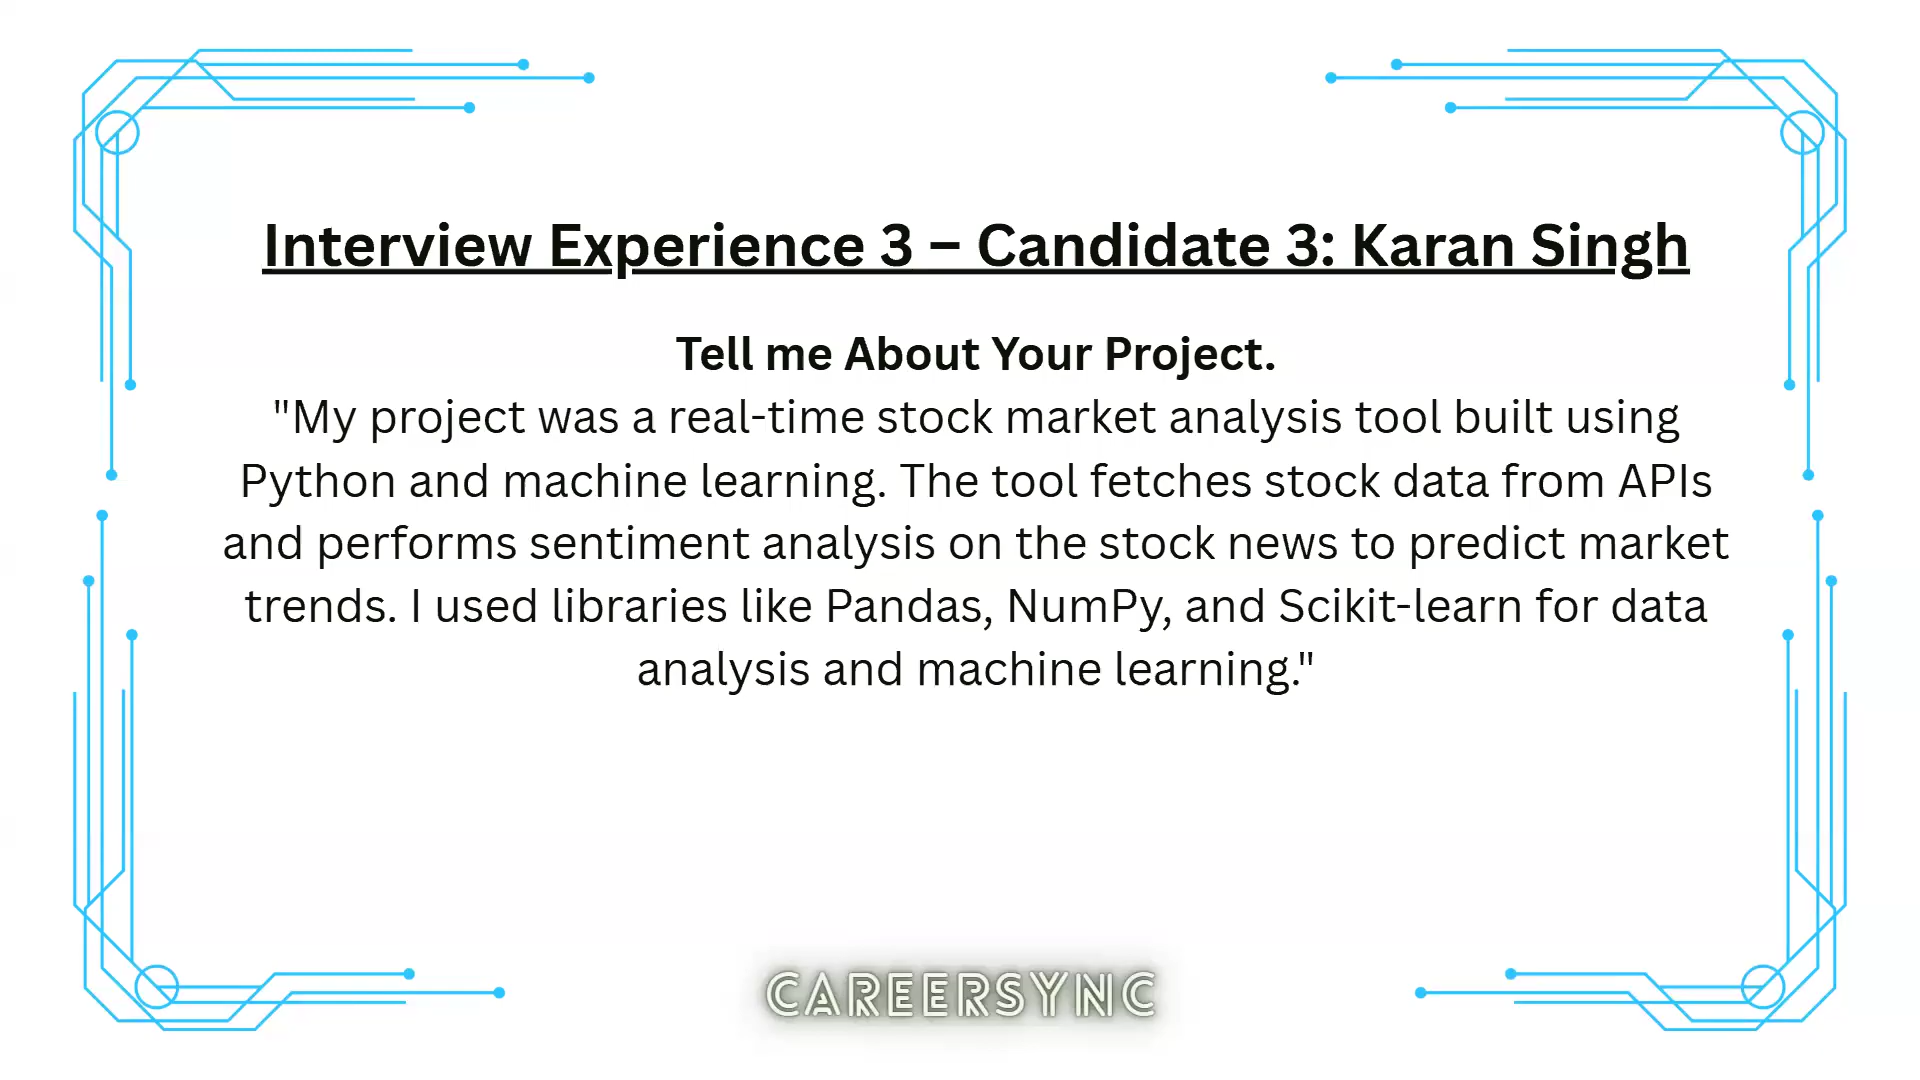 Interview Experience 3 – Candidate 3: Karan Singh
Tell me About Your Project.
"My project was a real-time stock market analysis tool built using
Python and machine learning. The tool fetches stock data from APIs
and performs sentiment analysis on the stock news to predict market
trends. I used libraries like Pandas, NumPy, and Scikit-learn for data
analysis and machine learning."
CAREERSYNC